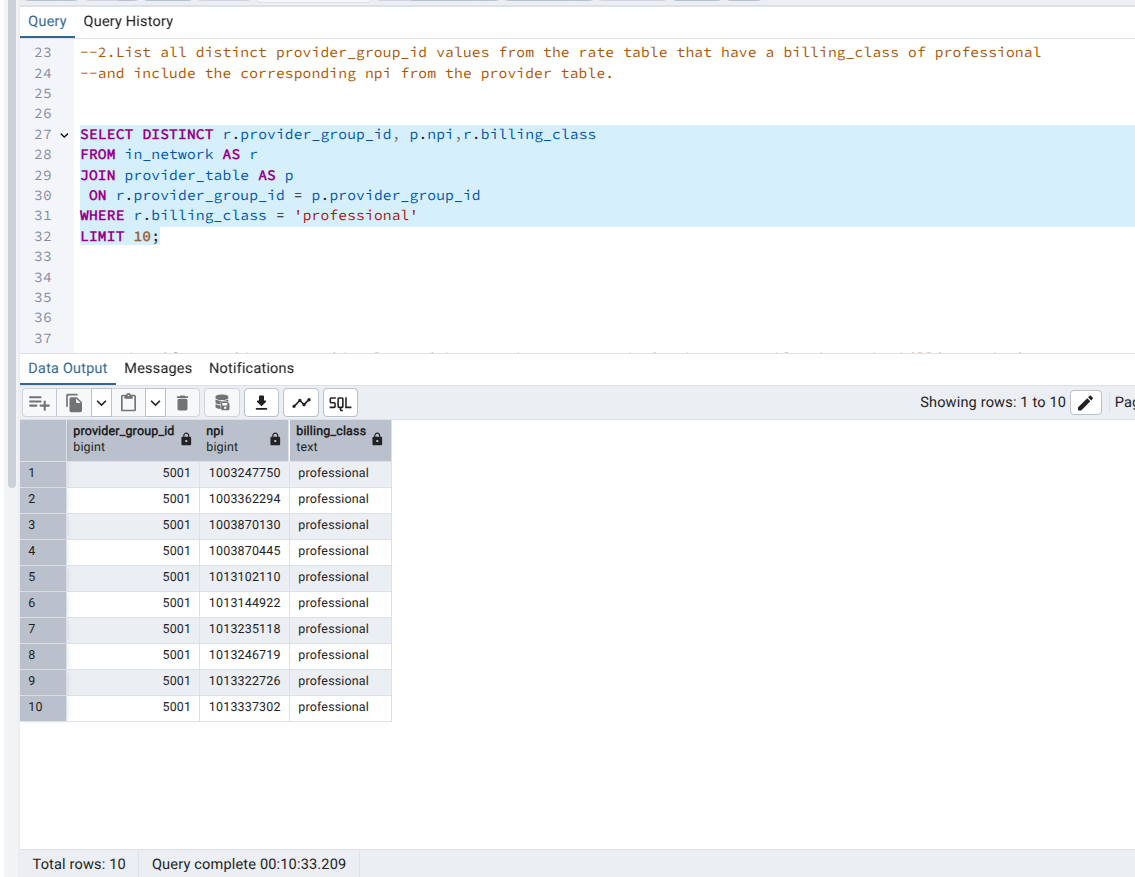 Query Query History
23 --2.List all distinct provider_group_id values from the rate table that have a billing_class of professional
24 --and include the corresponding npi from the provider table.
25
26
27 SELECT DISTINCT r.provider_group_id, p.npi,r.billing_class
28 FROM in_network AS r
29 JOIN provider_table AS p
30 ON r.provider_group_id = p.provider_group_id
31 WHERE r.billing_class = 'professional'
32 LIMIT 10;
33
34
35
36
37
Data Output Messages Notifications
SQL Showing rows: 1 to 10 Pag
provider_group_id npi billing_class
bigint bigint text
1 5001 1003247750 professional
2 5001 1003362294 professional
3 5001 1003870130 professional
4 5001 1003870445 professional
5 5001 1013102110 professional
6 5001 1013144922 professional
7 5001 1013235118 professional
8 5001 1013246719 professional
9 5001 1013322726 professional
10 5001 1013337302 professional
Total rows: 10 Query complete 00:10:33.209